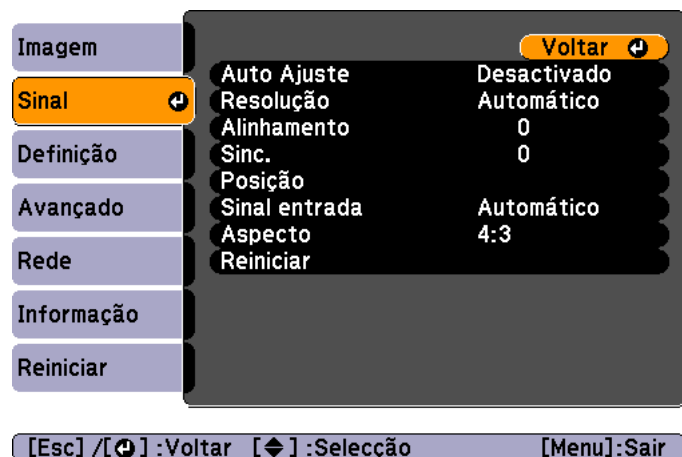 Imagem
Sinal
Definição
Avançado
Rede
Informação
Reiniciar
Voltar
Auto Ajuste Desactivado
Resolução Automático
Alinhamento 0
Sinc. 0
Posição
Sinal entrada Automático
Aspecto 4:3
Reiniciar
[Esc] /[ ] :Voltar [ ] :Selecção [Menu]:Sair